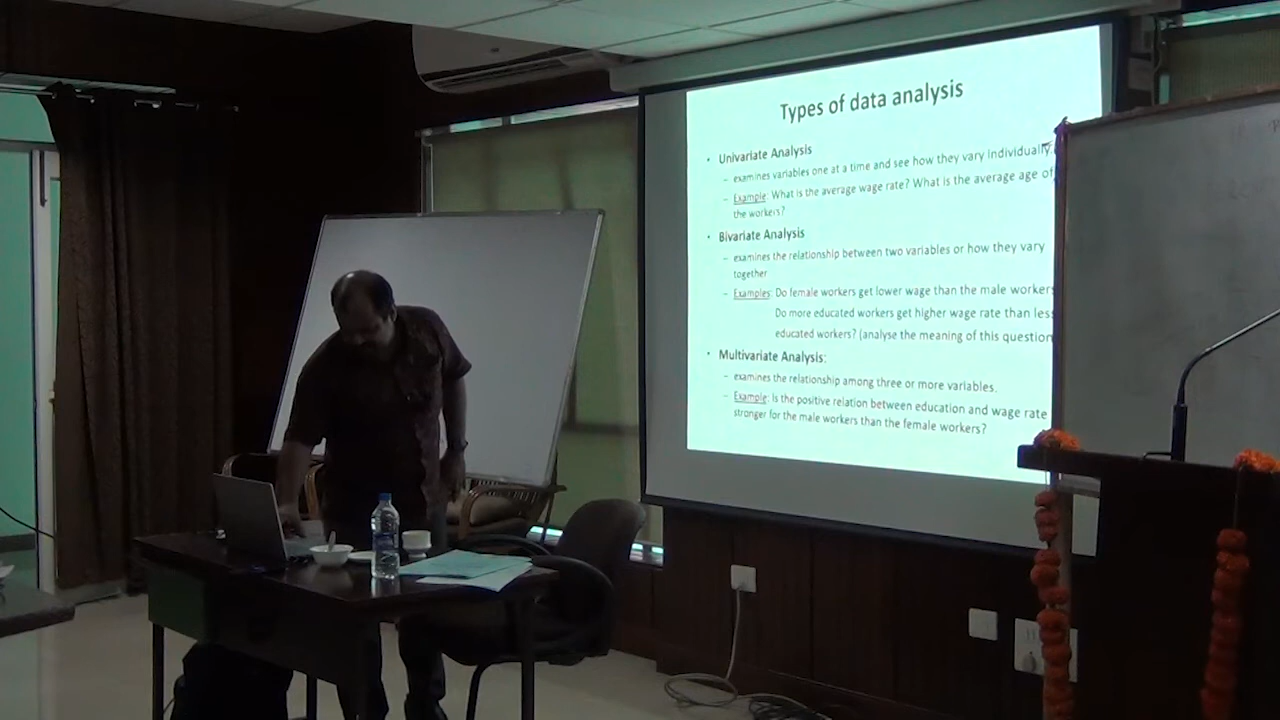 Types of data analysis
• Univariate Analysis
– examines variables one at a time and see how they vary individually.
– Example: What is the average wage rate? What is the average age of
the workers?
• Bivariate Analysis
– examines the relationship between two variables or how they vary
together
– Examples: Do female workers get lower wage than the male workers
Do more educated workers get higher wage rate than less
educated workers? (analyse the meaning of this question
• Multivariate Analysis:
– examines the relationship among three or more variables.
– Example: Is the positive relation between education and wage rate
stronger for the male workers than the female workers?